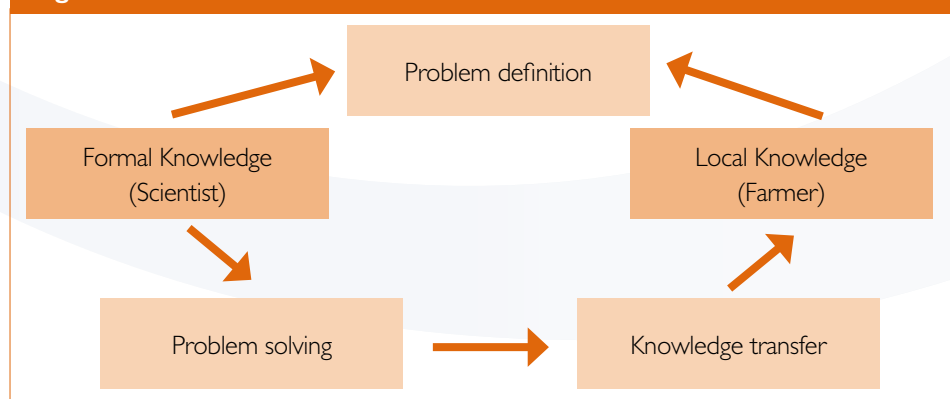 Problem definition
Formal Knowledge
(Scientist)
Local Knowledge
(Farmer)
Problem solving
Knowledge transfer